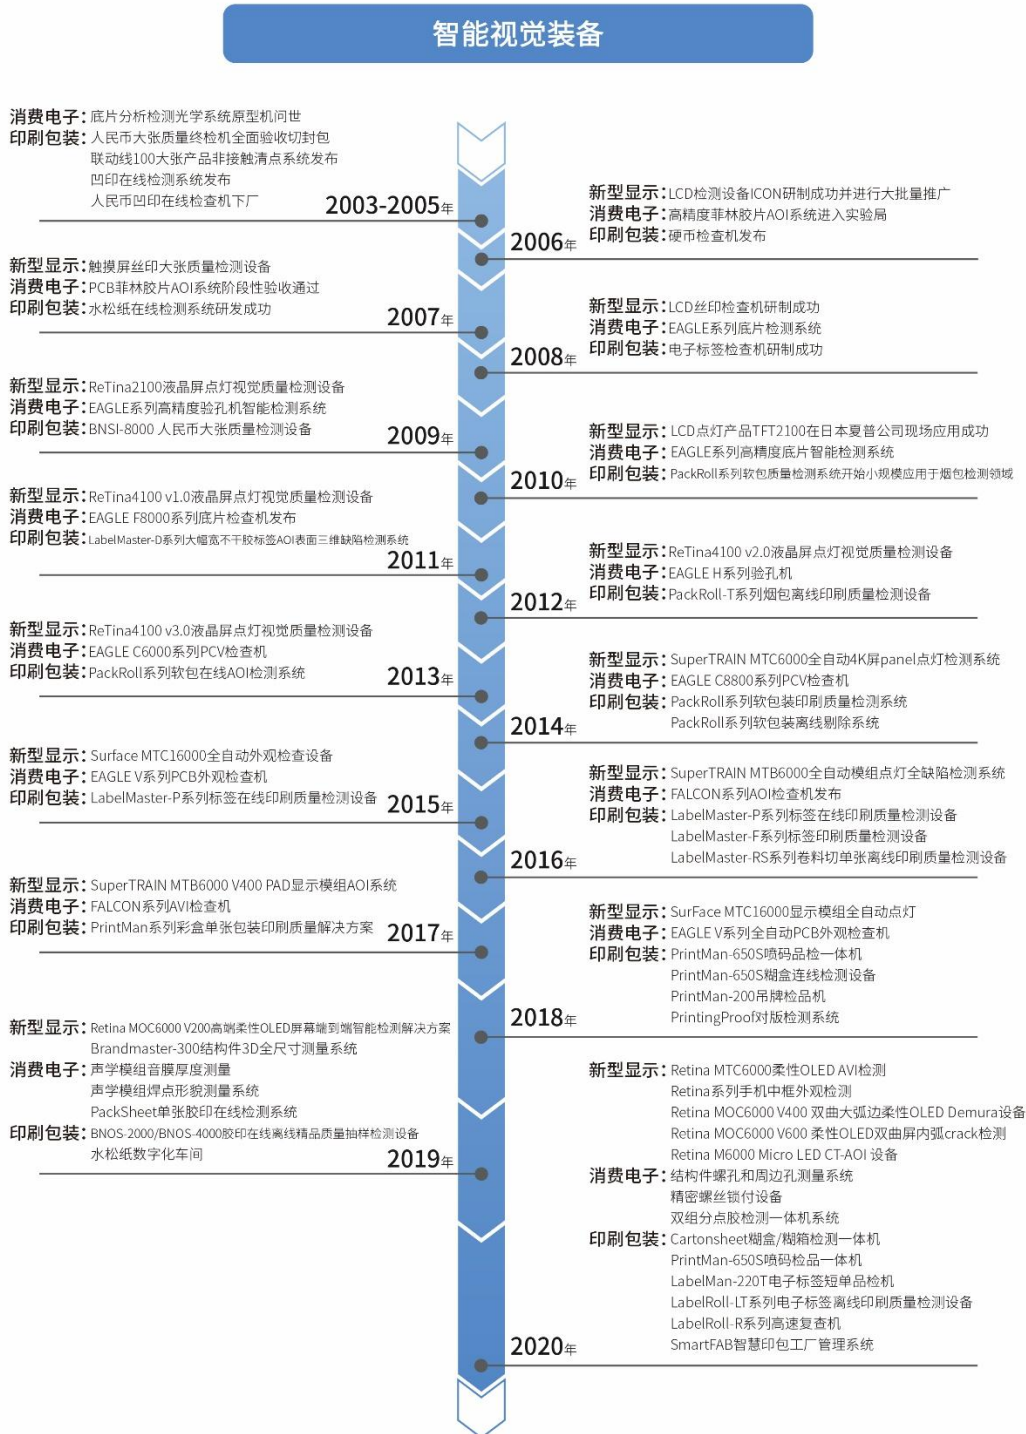 智能视觉装备
消费电子：底片分析检测光学系统原型机问世
印刷包装：人民币大张质量终检机全面验收切封包
联动线100大张产品非接触清点系统发布
凹印在线检测系统发布
人民币凹印在线检查机下厂
2003-2005年
新型显示：LCD检测设备ICON研制成功并进行大批量推广
消费电子：高精度菲林胶片AOI系统进入实验局
印刷包装：硬币检查机发布
2006年
新型显示：触摸屏丝印大张质量检测设备
消费电子：PCB菲林胶片AOI系统阶段性验收通过
印刷包装：水松纸在线检测系统研发成功
2007年
新型显示：LCD丝印检查机研制成功
消费电子：EAGLE系列底片检测系统
印刷包装：电子标签检查机研制成功
2008年
新型显示：ReTina2100液晶屏点灯视觉质量检测设备
消费电子：EAGLE系列高精度验孔机智能检测系统
印刷包装：BNSI-8000 人民币大张质量检测设备
2009年
新型显示：LCD点灯产品TFT2100在日本夏普公司现场应用成功
消费电子：EAGLE系列高精度底片智能检测系统
印刷包装：PackRoll系列软包质量检测系统开始小规模应用于烟包检测领域
2010年
新型显示：ReTina4100 v1.0液晶屏点灯视觉质量检测设备
消费电子：EAGLE F8000系列底片检查机发布
印刷包装：LabelMaster-D系列大幅宽不干胶标签AOI表面三维缺陷检测系统
2011年
新型显示：ReTina4100 v2.0液晶屏点灯视觉质量检测设备
消费电子：EAGLE H系列验孔机
印刷包装：PackRoll-T系列烟包离线印刷质量检测设备
2012年
新型显示：ReTina4100 v3.0液晶屏点灯视觉质量检测设备
消费电子：EAGLE C6000系列PCV检查机
印刷包装：PackRoll系列软包在线AOI检测系统
2013年
新型显示：SuperTRAIN MTC6000全自动4K屏panel点灯检测系统
消费电子：EAGLE C8800系列PCV检查机
印刷包装：PackRoll系列软包装印刷质量检测系统
PackRoll系列软包装离线剔除系统
2014年
新型显示：Surface MTC16000全自动外观检查设备
消费电子：EAGLE V系列PCB外观检查机
印刷包装：LabelMaster-P系列标签在线印刷质量检测设备
2015年
新型显示：SuperTRAIN MTB6000全自动模组点灯全缺陷检测系统
消费电子：FALCON系列AOI检查机发布
印刷包装：LabelMaster-P系列标签在线印刷质量检测设备
LabelMaster-F系列标签印刷质量检测设备
LabelMaster-RS系列卷料切单张离线印刷质量检测设备
2016年
新型显示：SuperTRAIN MTB6000 V400 PAD显示模组AOI系统
消费电子：FALCON系列AVI检查机
印刷包装：PrintMan系列彩盒单张包装印刷质量解决方案
2017年
新型显示：SurFace MTC16000显示模组全自动点灯
消费电子：EAGLE V系列全自动PCB外观检查机
印刷包装：PrintMan-650S喷码品检一体机
PrintMan-650S糊盒连线检测设备
PrintMan-200吊牌检品机
PrintingProof对版检测系统
2018年
新型显示：Retina MOC6000 V200高端柔性OLED屏幕端到端智能检测解决方案
Brandmaster-300结构件3D全尺寸测量系统
消费电子：声学模组音膜厚度测量
声学模组焊点形貌测量系统
PackSheet单张胶印在线检测系统
印刷包装：BNOS-2000/BNOS-4000胶印在线离线精品质量抽样检测设备
水松纸数字化车间
2019年
新型显示：Retina MTC6000柔性OLED AVI检测
Retina系列手机中框外观检测
Retina MOC6000 V400 双曲大弧边柔性OLED Demura设备
Retina MOC6000 V600 柔性OLED双曲屏内弧crack检测
Retina M6000 Micro LED CT-AOI 设备
消费电子：结构件螺孔和周边孔测量系统
精密螺丝锁付设备
双组分点胶检测一体机系统
印刷包装：Cartonsheet糊盒/糊箱检测一体机
PrintMan-650S喷码检品一体机
LabelMan-220T电子标签短单品检机
LabelRoll-LT系列电子标签离线印刷质量检测设备
LabelRoll-R系列高速复查机
SmartFAB智慧印包工厂管理系统
2020年